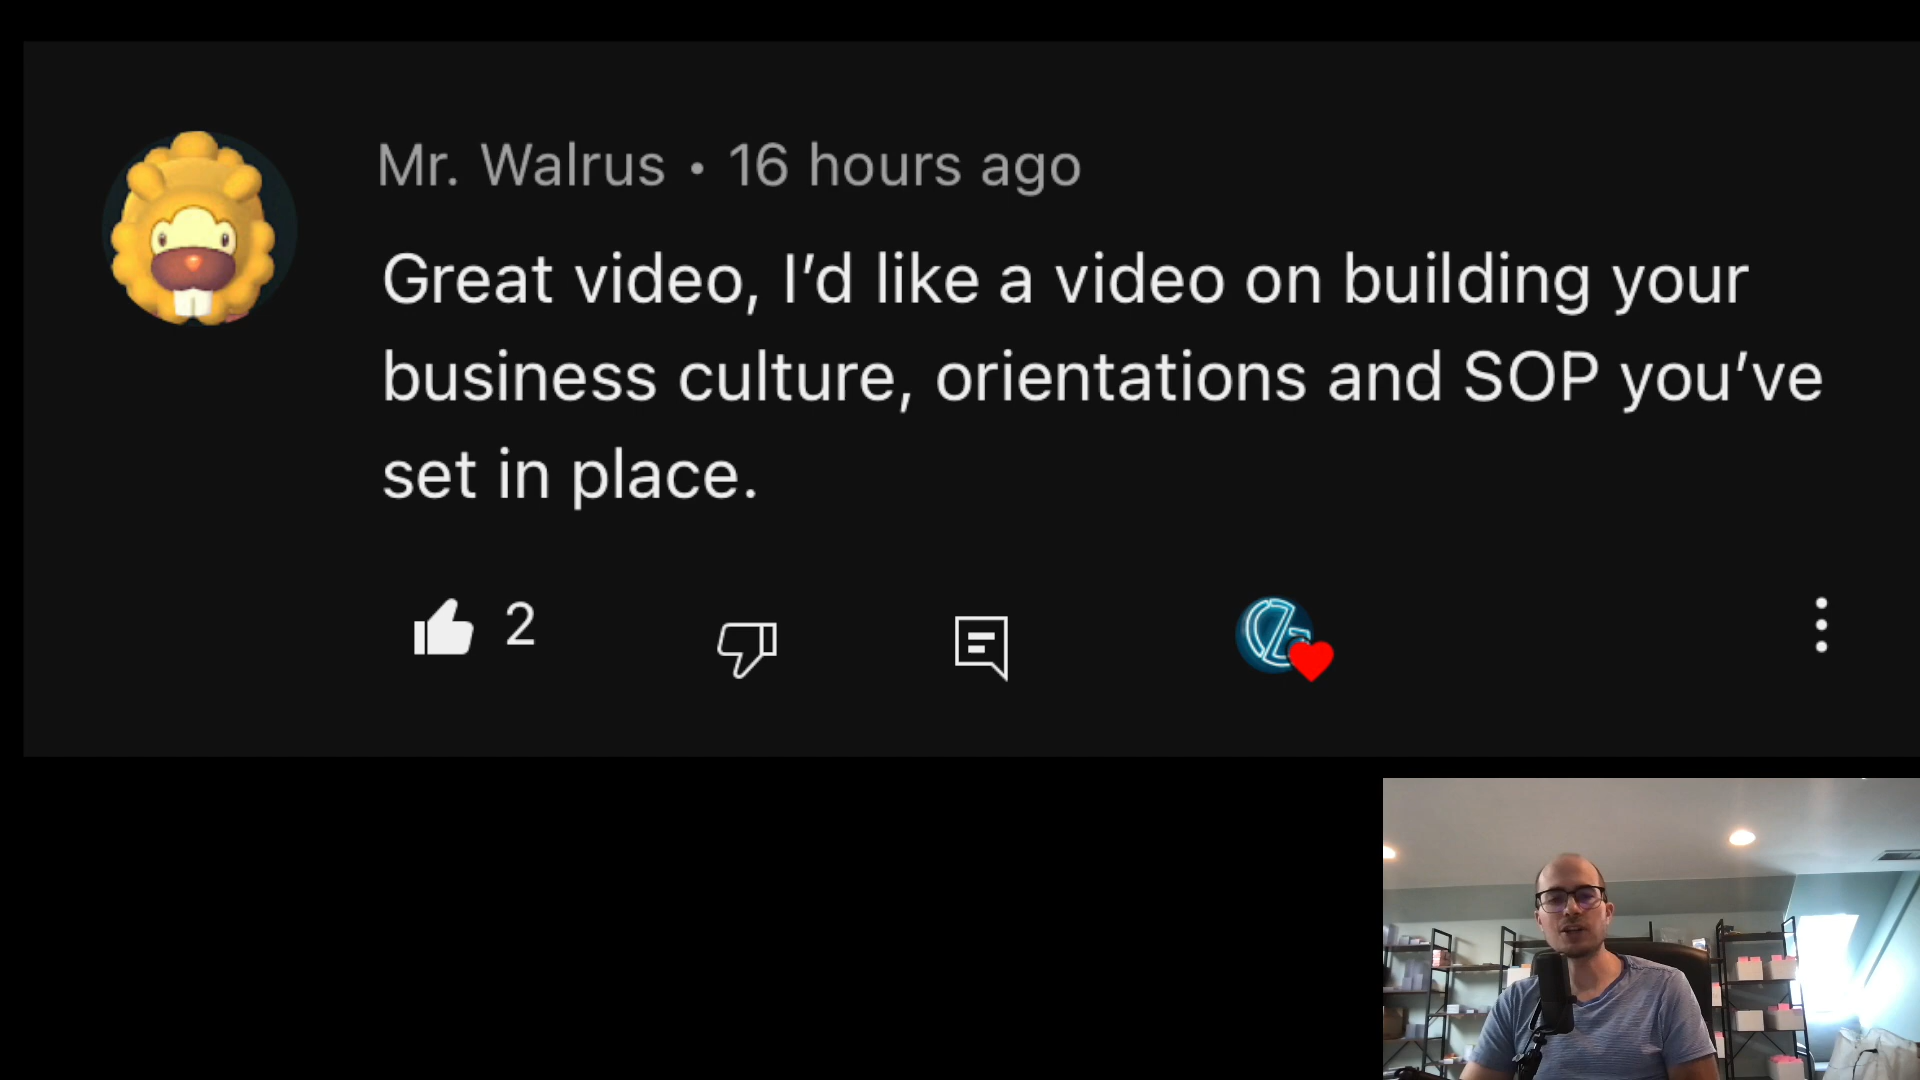 Mr. Walrus • 16 hours ago
Great video, I’d like a video on building your
business culture, orientations and SOP you’ve
set in place.
2